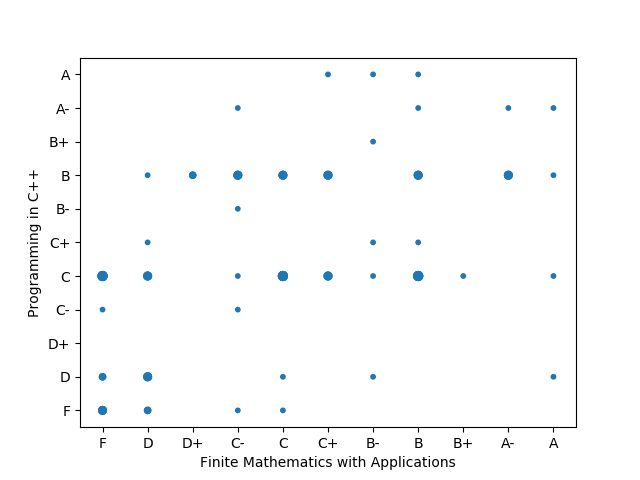 Programming in C++
A
A-
B+
B
B-
C+
C
C-
D+
D
F
F D D+ C- C C+ B- B B+ A- A
Finite Mathematics with Applications